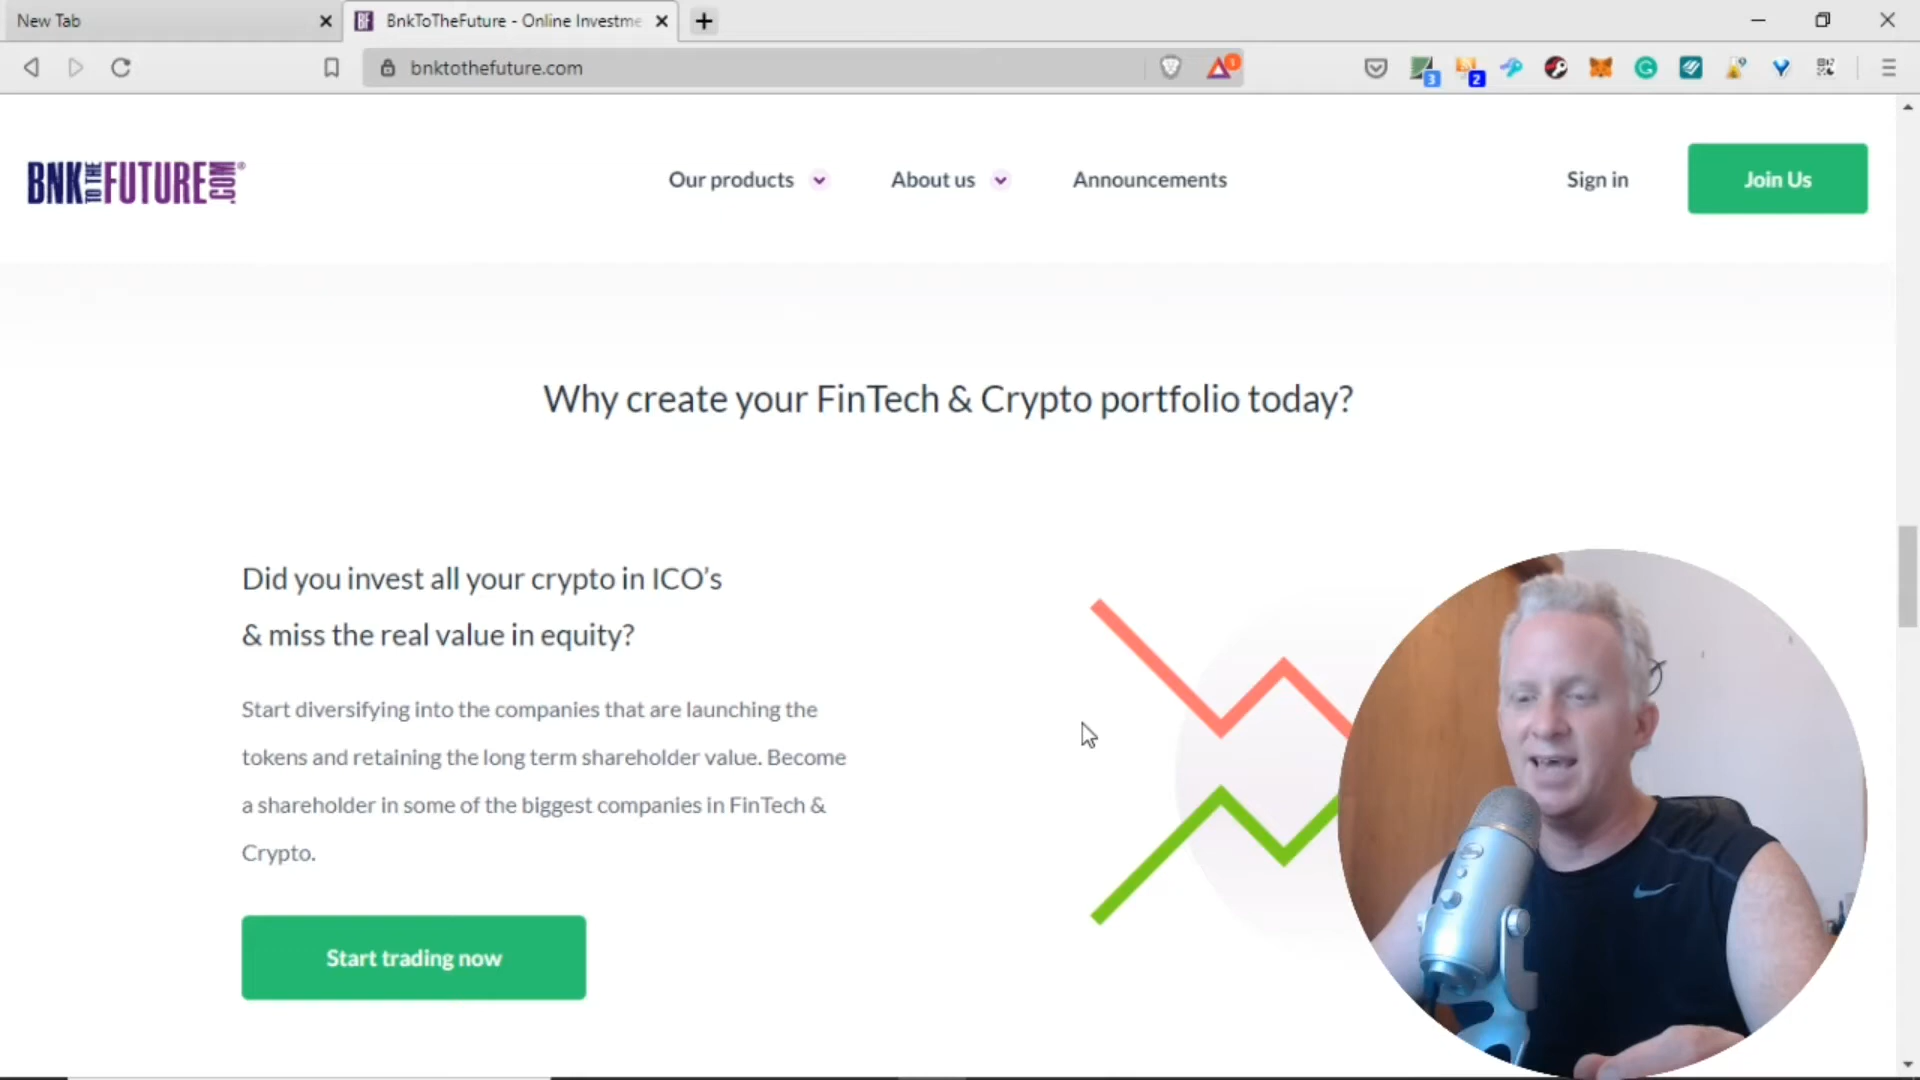 New Tab
BnkToTheFuture - Online Investme
bnktothefuture.com
1
3
2
BNK TO THE FUTURE .COM®
Our products
About us
Announcements
Sign in
Join Us
Why create your FinTech & Crypto portfolio today?
Did you invest all your crypto in ICO's
& miss the real value in equity?
Start diversifying into the companies that are launching the
tokens and retaining the long term shareholder value. Become
a shareholder in some of the biggest companies in FinTech &
Crypto.
Start trading now